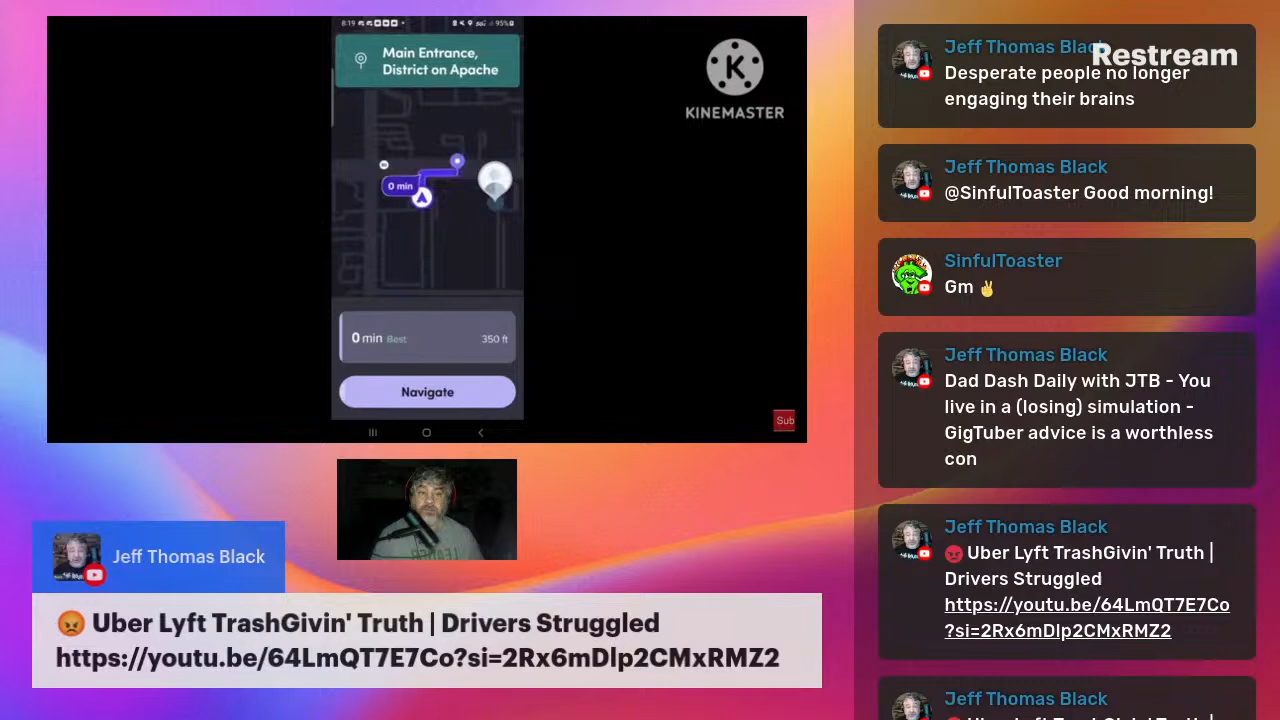 8:19
95%
Main Entrance,
District on Apache
0 min
0 min Best 350 ft
Navigate
K
KINEMASTER
Sub
Jeff Thomas Black
😡 Uber Lyft TrashGivin' Truth | Drivers Struggled
https://youtu.be/64LmQT7E7Co?si=2Rx6mDlp2CMxRMZ2
Restream
Jeff Thomas Black
Desperate people no longer
engaging their brains
Jeff Thomas Black
@SinfulToaster Good morning!
SinfulToaster
Gm ✌
Jeff Thomas Black
Dad Dash Daily with JTB - You
live in a (losing) simulation -
GigTuber advice is a worthless
con
Jeff Thomas Black
😡 Uber Lyft TrashGivin' Truth |
Drivers Struggled
https://youtu.be/64LmQT7E7Co
?si=2Rx6mDlp2CMxRMZ2
Jeff Thomas Black